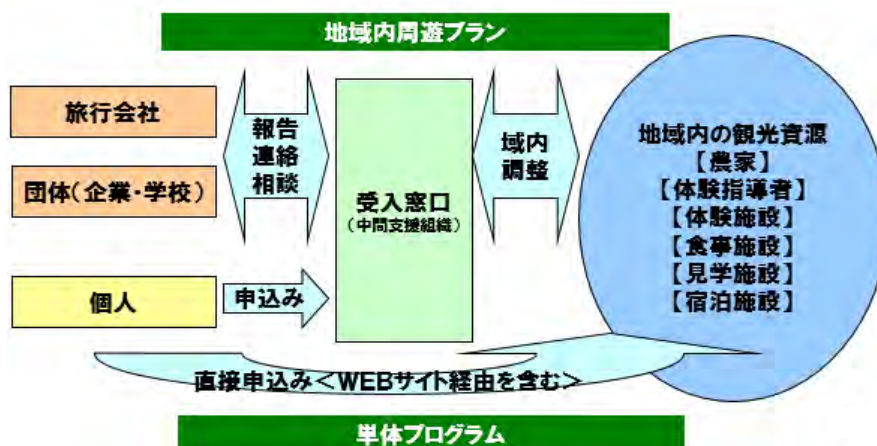 地域内周遊プラン
旅行会社
団体(企業・学校)
個人
報告
連絡
相談
申込み
受入窓口
(中間支援組織)
域内
調整
地域内の観光資源
【農家】
【体験指導者】
【体験施設】
【食事施設】
【見学施設】
【宿泊施設】
直接申込み<WEBサイト経由を含む>
単体プログラム